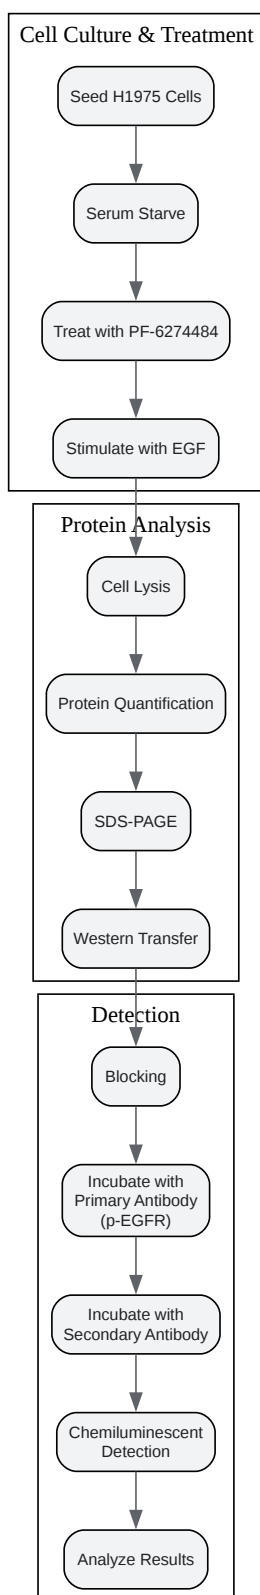 Cell Culture & Treatment
Seed H1975 Cells
Serum Starve
Treat with PF-6274484
Stimulate with EGF
Protein Analysis
Cell Lysis
Protein Quantification
SDS-PAGE
Western Transfer
Detection
Blocking
Incubate with
Primary Antibody
(p-EGFR)
Incubate with
Secondary Antibody
Chemiluminescent
Detection
Analyze Results